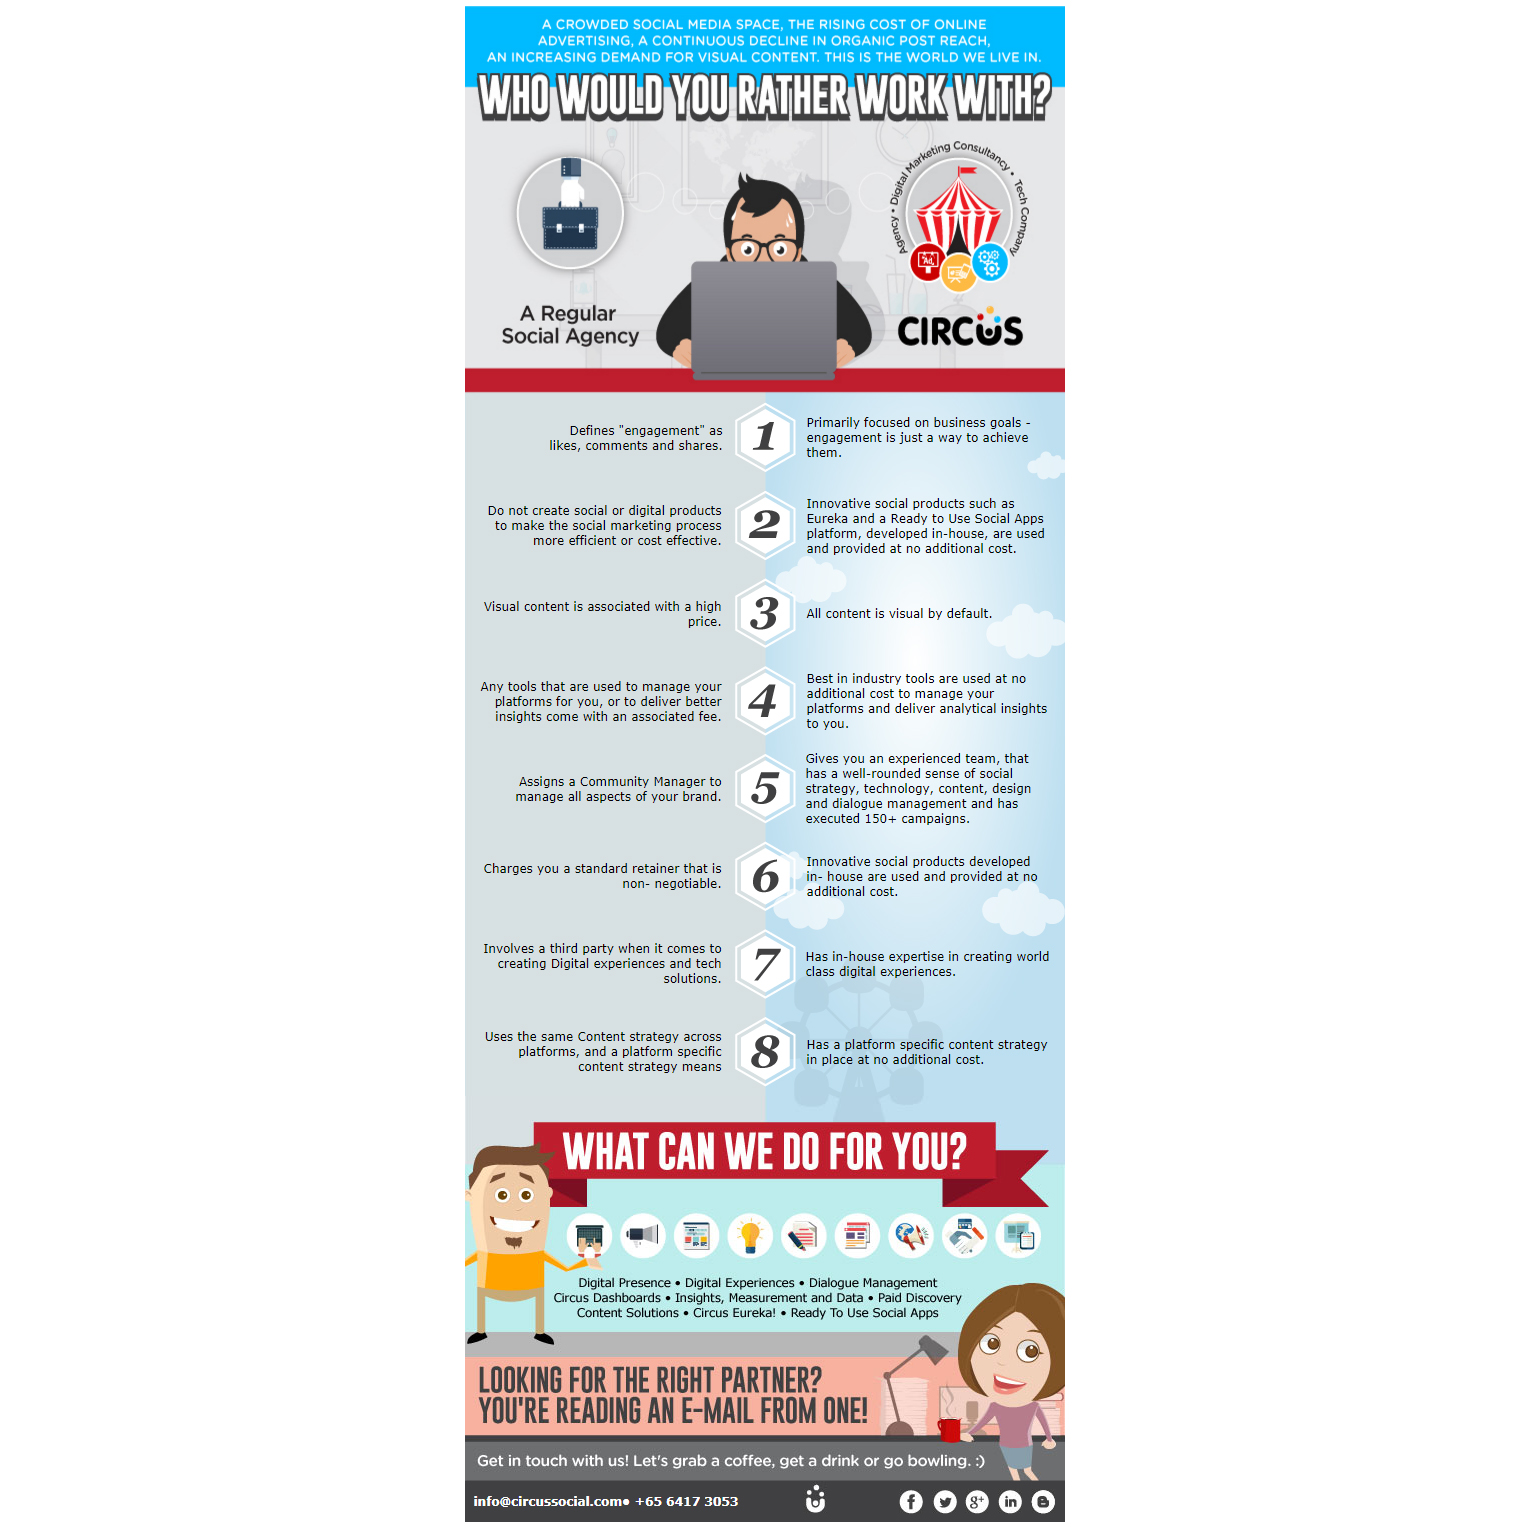 A CROWDED SOCIAL MEDIA SPACE, THE RISING COST OF ONLINE
ADVERTISING, A CONTINUOUS DECLINE IN ORGANIC POST REACH,
AN INCREASING DEMAND FOR VISUAL CONTENT. THIS IS THE WORLD WE LIVE IN.
WHO WOULD YOU RATHER WORK WITH?
Agency • Digital Marketing Consultancy • Tech Company
Ad
A Regular
Social Agency
CIRCUS
Defines "engagement" as
likes, comments and shares.
1
Primarily focused on business goals -
engagement is just a way to achieve
them.
Do not create social or digital products
to make the social marketing process
more efficient or cost effective.
2
Innovative social products such as
Eureka and a Ready to Use Social Apps
platform, developed in-house, are used
and provided at no additional cost.
Visual content is associated with a high
price.
3
All content is visual by default.
Any tools that are used to manage your
platforms for you, or to deliver better
insights come with an associated fee.
4
Best in industry tools are used at no
additional cost to manage your
platforms and deliver analytical insights
to you.
Assigns a Community Manager to
manage all aspects of your brand.
5
Gives you an experienced team, that
has a well-rounded sense of social
strategy, technology, content, design
and dialogue management and has
executed 150+ campaigns.
Charges you a standard retainer that is
non- negotiable.
6
Innovative social products developed
in- house are used and provided at no
additional cost.
Involves a third party when it comes to
creating Digital experiences and tech
solutions.
7
Has in-house expertise in creating world
class digital experiences.
Uses the same Content strategy across
platforms, and a platform specific
content strategy means
8
Has a platform specific content strategy
in place at no additional cost.
WHAT CAN WE DO FOR YOU?
Digital Presence • Digital Experiences • Dialogue Management
Circus Dashboards • Insights, Measurement and Data • Paid Discovery
Content Solutions • Circus Eureka! • Ready To Use Social Apps
LOOKING FOR THE RIGHT PARTNER?
YOU'RE READING AN E-MAIL FROM ONE!
Get in touch with us! Let's grab a coffee, get a drink or go bowling. :)
info@circussocial.com• +65 6417 3053
f
g+
in
B